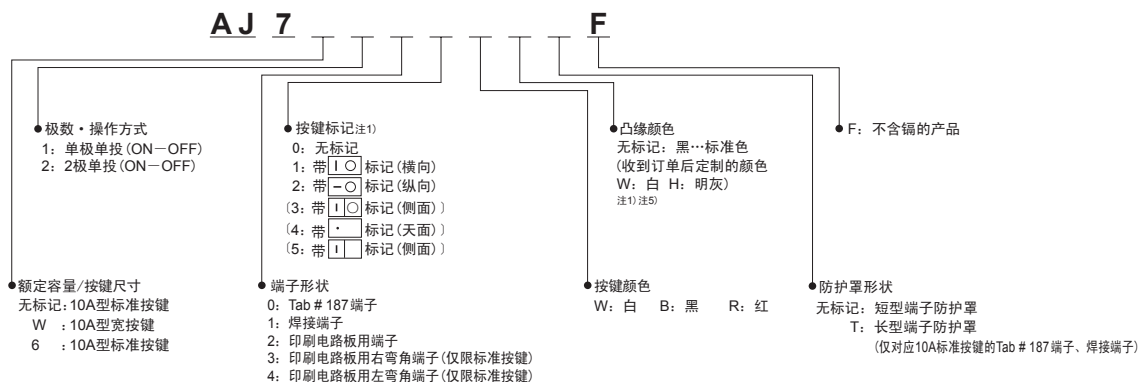 AJ7 F
●极数・操作方式
1：单极单投(ON－OFF)
2：2极单投(ON－OFF)
●按键标记注1)
0：无标记
1：带 I ○ 标记(横向)
2：带 – ○ 标记(纵向)
〔3：带 I ○ 标记(侧面)〕
〔4：带 · 标记(天面)〕
〔5：带 I 标记(侧面)〕
●凸缘颜色
无标记：黑…标准色
(收到订单后定制的颜色
W：白 H：明灰)
注1)注5)
●F：不含镉的产品
●额定容量/按键尺寸
无标记：10A型标准按键
W ：10A型宽按键
6 ：10A型标准按键
●端子形状
0：Tab＃187端子
1：焊接端子
2：印刷电路板用端子
3：印刷电路板用右弯角端子(仅限标准按键)
4：印刷电路板用左弯角端子(仅限标准按键)
●按键颜色
W：白 B：黑 R：红
●防护罩形状
无标记：短型端子防护罩
T：长型端子防护罩
(仅对应10A标准按键的Tab＃187端子、焊接端子)